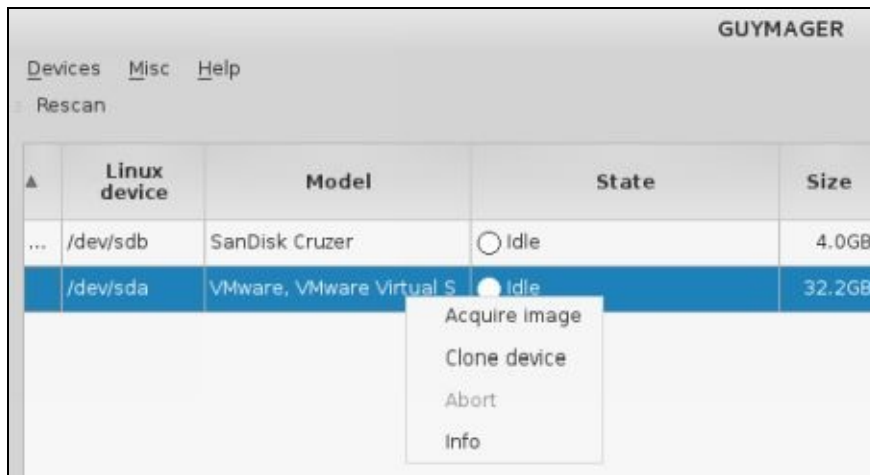 GUYMAGER
Devices Misc Help
Rescan
Linux device Model State Size
... /dev/sdb SanDisk Cruzer Idle 4.0GB
/dev/sda VMware, VMware Virtual S Idle 32.2GB
Acquire image
Clone device
Abort
Info